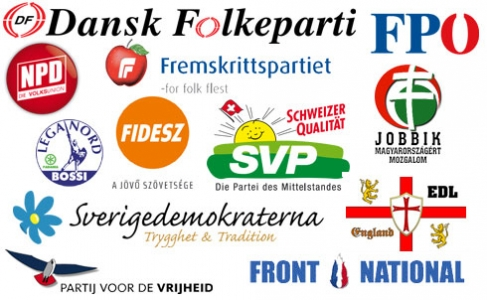 DF Dansk Folkeparti
FPO
NPD
DIE VOLKSUNION
F Fremskrittspartiet
-for folk flest
LEGA NORD
BOSSI
FIDESZ
A JÖVŐ SZÖVETSÉGE
SCHWEIZER
QUALITÄT
SVP
Die Partei des Mittelstandes
JOBBIK
MAGYARORSZÁGÉRT
MOZGALOM
Sverigedemokraterna
Trygghet & Tradition
EDL
England
PARTIJ VOOR DE VRIJHEID
FRONT NATIONAL